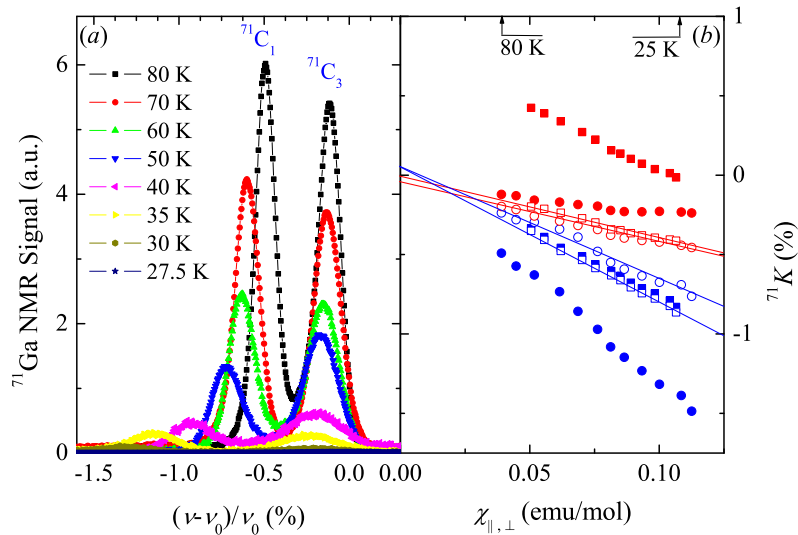 (a)
⁷¹C₁
⁷¹C₃
80 K
70 K
60 K
50 K
40 K
35 K
30 K
27.5 K
6
4
2
0
⁷¹Ga NMR Signal (a.u.)
-1.5 -1.0 -0.5 0.0
(ν-ν₀)/ν₀ (%)
80 K 25 K (b)
1
0
-1
⁷¹K (%)
0.00 0.05 0.10
χ∥,⊥ (emu/mol)